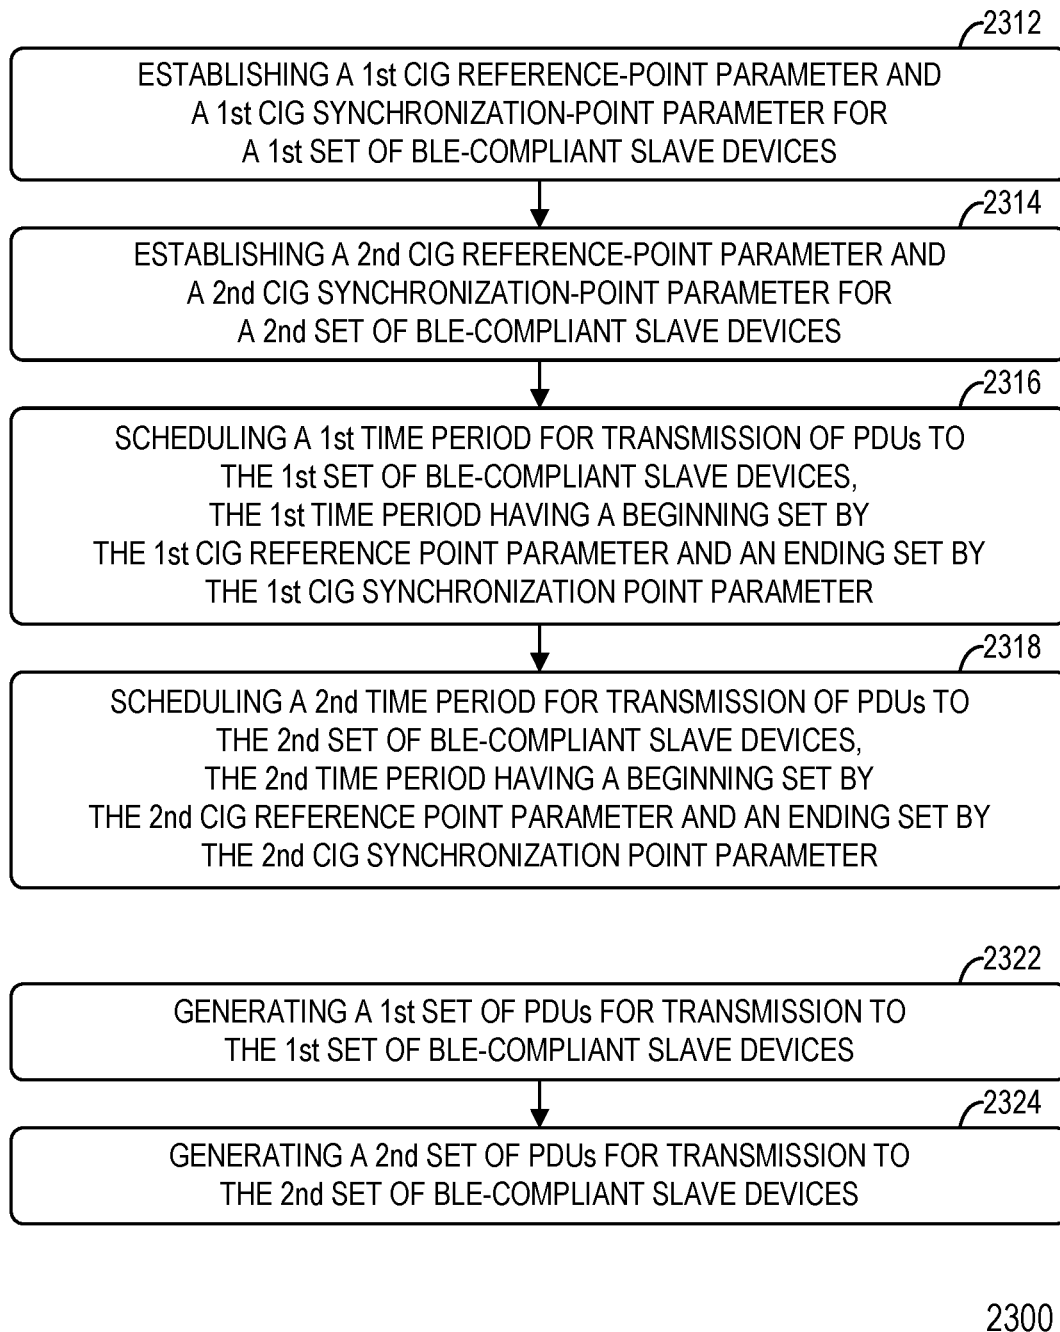 2312
ESTABLISHING A 1st CIG REFERENCE-POINT PARAMETER AND
A 1st CIG SYNCHRONIZATION-POINT PARAMETER FOR
A 1st SET OF BLE-COMPLIANT SLAVE DEVICES
2314
ESTABLISHING A 2nd CIG REFERENCE-POINT PARAMETER AND
A 2nd CIG SYNCHRONIZATION-POINT PARAMETER FOR
A 2nd SET OF BLE-COMPLIANT SLAVE DEVICES
2316
SCHEDULING A 1st TIME PERIOD FOR TRANSMISSION OF PDUs TO
THE 1st SET OF BLE-COMPLIANT SLAVE DEVICES,
THE 1st TIME PERIOD HAVING A BEGINNING SET BY
THE 1st CIG REFERENCE POINT PARAMETER AND AN ENDING SET BY
THE 1st CIG SYNCHRONIZATION POINT PARAMETER
2318
SCHEDULING A 2nd TIME PERIOD FOR TRANSMISSION OF PDUs TO
THE 2nd SET OF BLE-COMPLIANT SLAVE DEVICES,
THE 2nd TIME PERIOD HAVING A BEGINNING SET BY
THE 2nd CIG REFERENCE POINT PARAMETER AND AN ENDING SET BY
THE 2nd CIG SYNCHRONIZATION POINT PARAMETER
2322
GENERATING A 1st SET OF PDUs FOR TRANSMISSION TO
THE 1st SET OF BLE-COMPLIANT SLAVE DEVICES
2324
GENERATING A 2nd SET OF PDUs FOR TRANSMISSION TO
THE 2nd SET OF BLE-COMPLIANT SLAVE DEVICES
2300